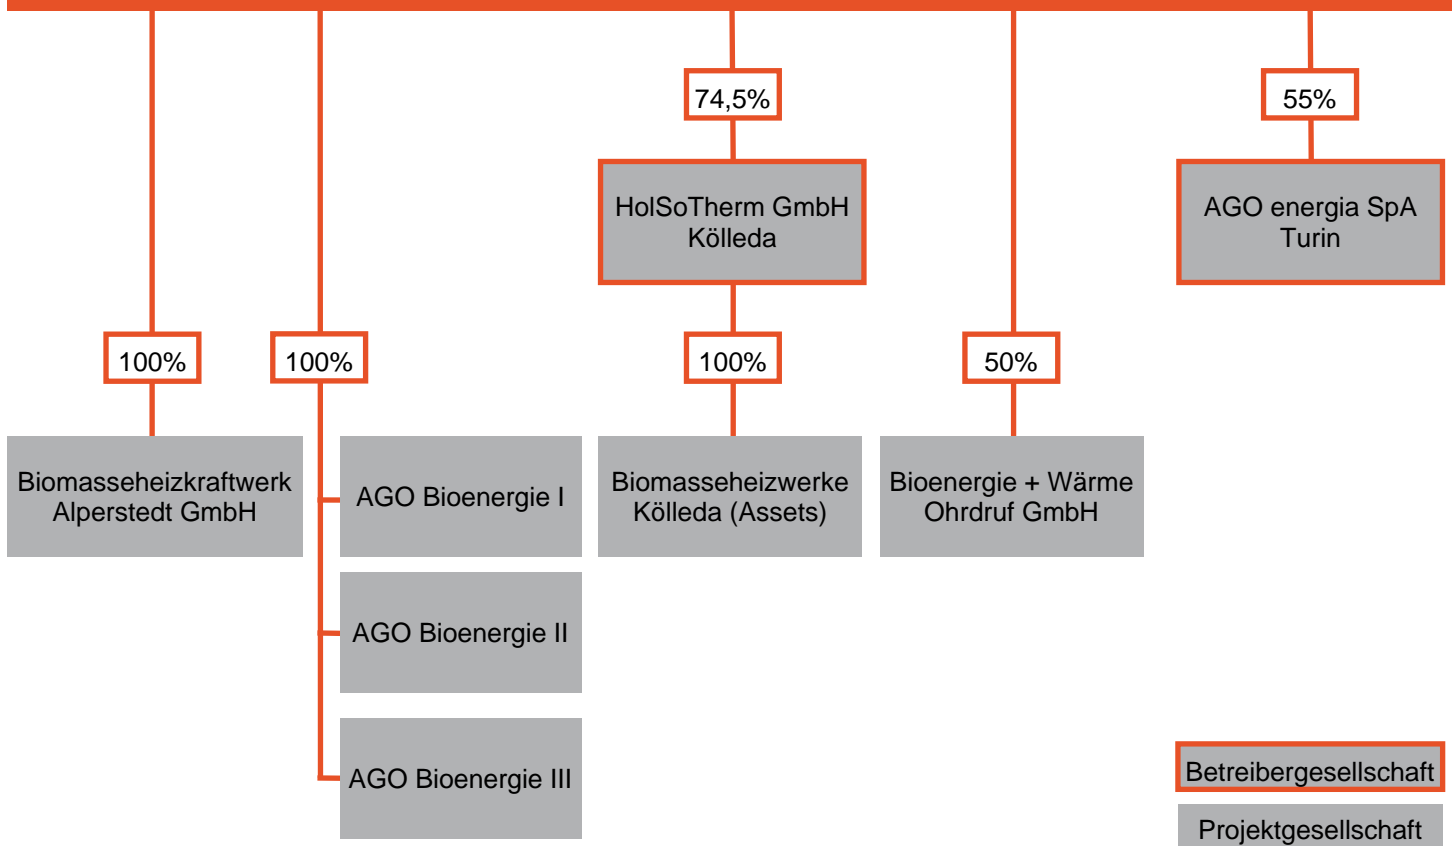 74,5%
55%
HolSoTherm GmbH
Kölleda
AGO energia SpA
Turin
100%
100%
100%
50%
Biomasseheizkraftwerk
Alperstedt GmbH
AGO Bioenergie I
Biomasseheizwerke
Kölleda (Assets)
Bioenergie + Wärme
Ohrdruf GmbH
AGO Bioenergie II
AGO Bioenergie III
Betreibergesellschaft
Projektgesellschaft